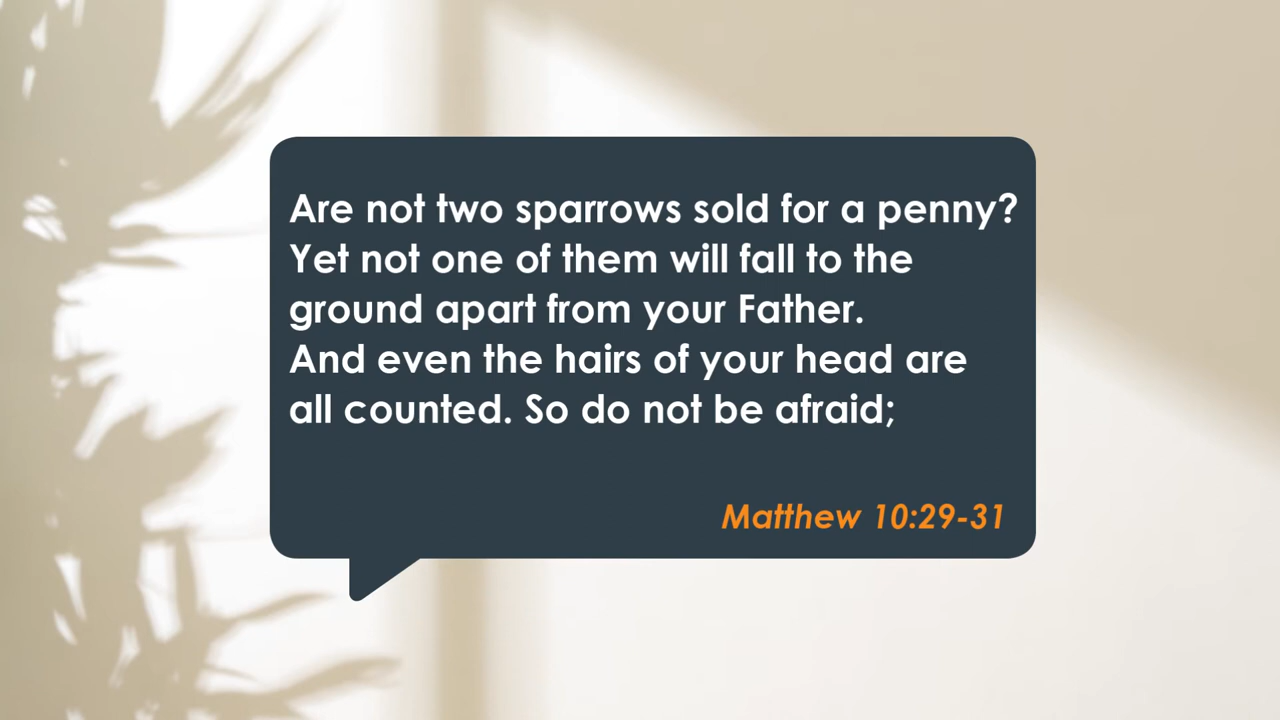 Are not two sparrows sold for a penny?
Yet not one of them will fall to the
ground apart from your Father.
And even the hairs of your head are
all counted. So do not be afraid;
Matthew 10:29-31